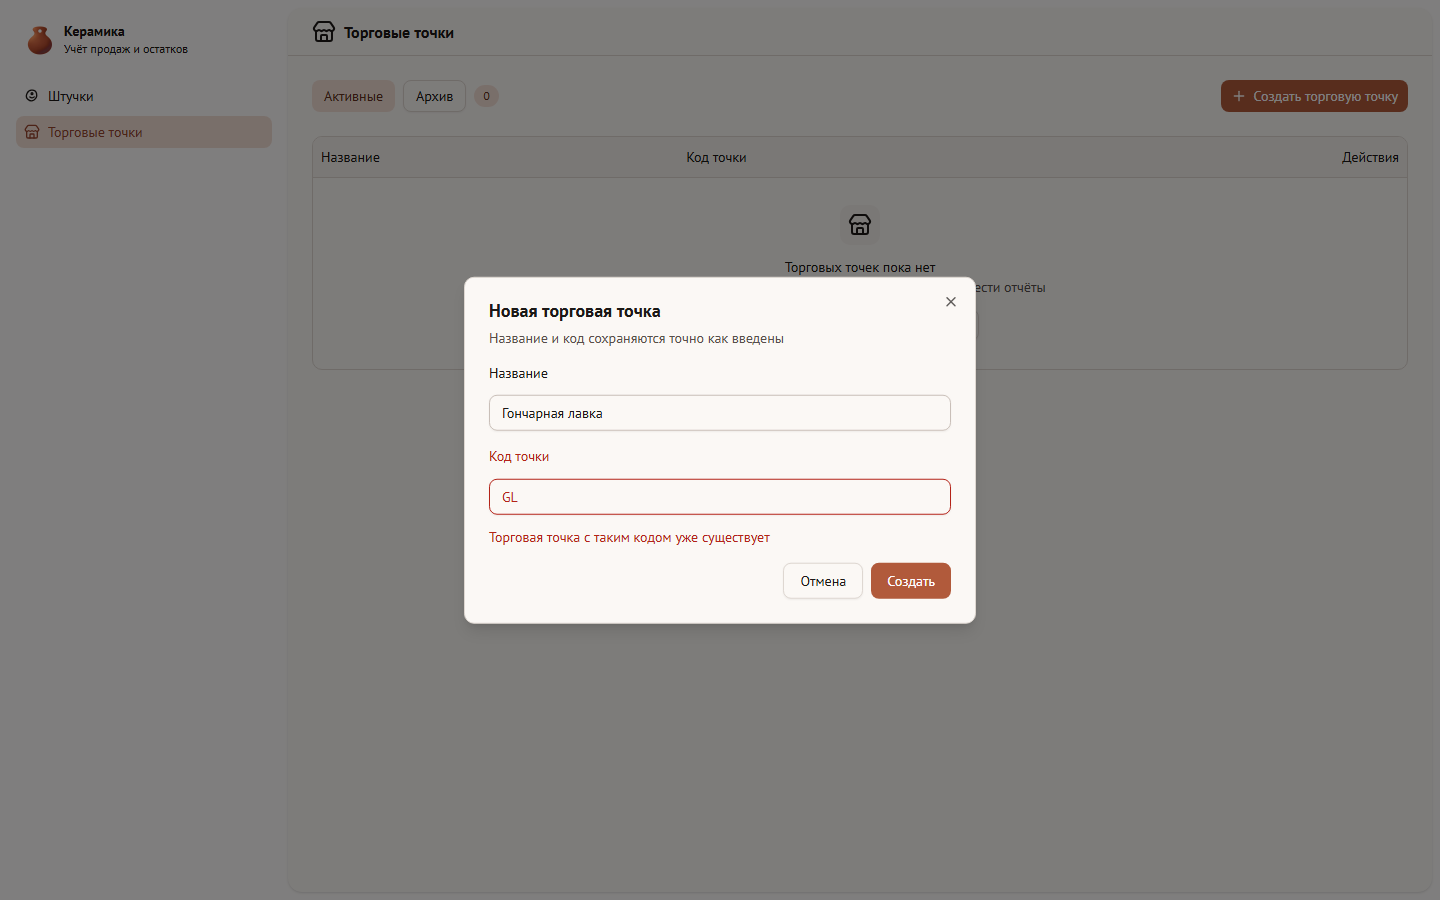 Керамика
Учёт продаж и остатков
Штучки
Торговые точки
Торговые точки
Активные
Архив
0
Создать торговую точку
Название
Код точки
Действия
Торговых точек пока нет
отчёты
Новая торговая точка
Название и код сохраняются точно как введены
Название
Гончарная лавка
Код точки
GL
Торговая точка с таким кодом уже существует
Отмена
Создать